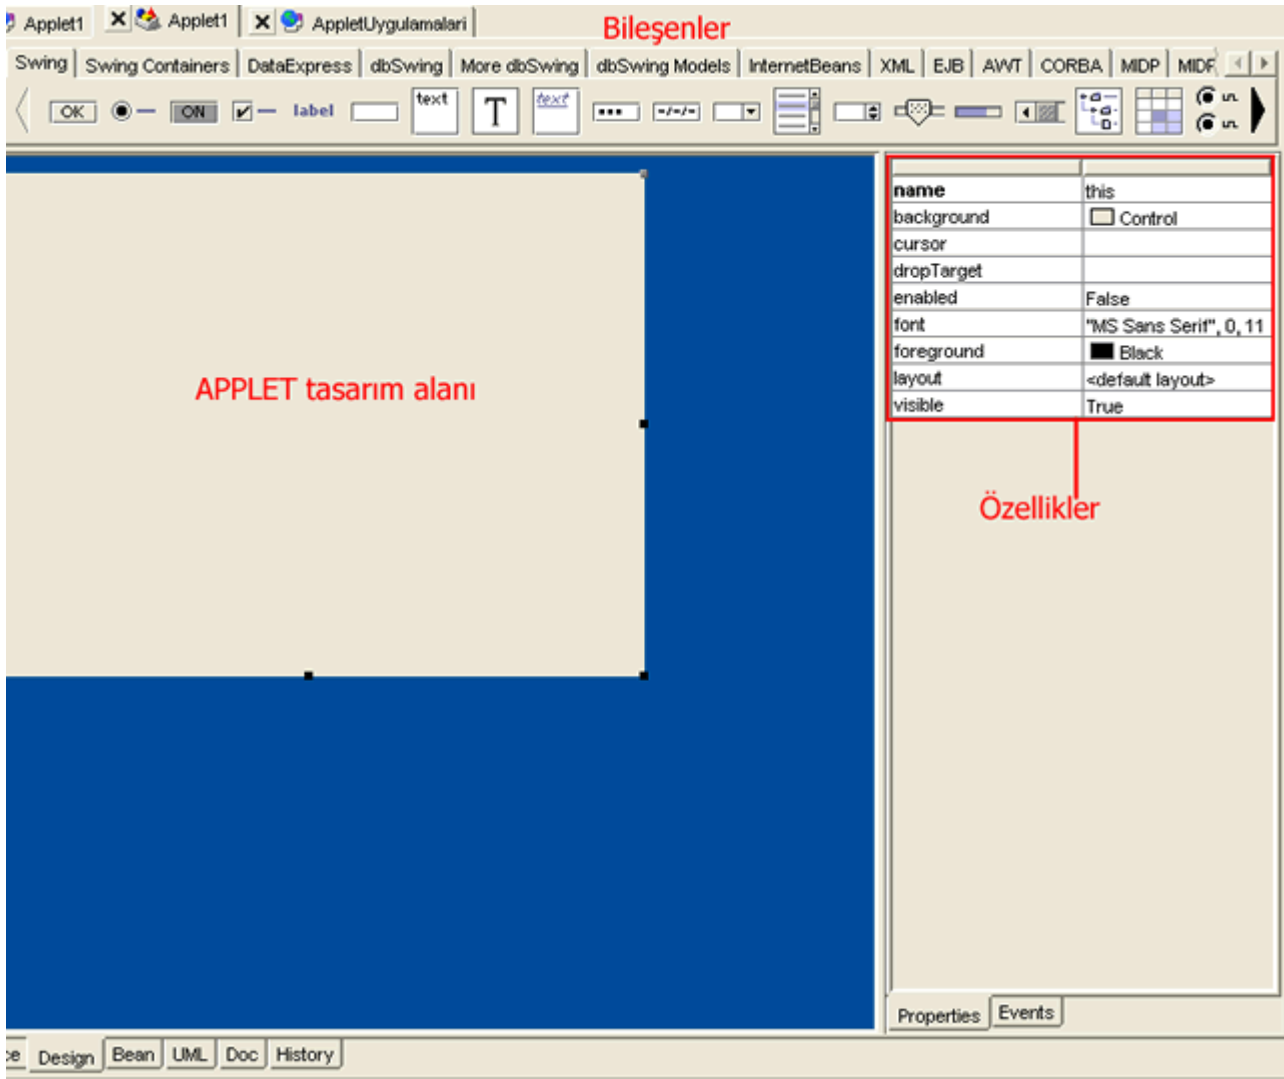 Applet1 Applet1 AppletUygulamalari Bileşenler
Swing Swing Containers DataExpress dbSwing More dbSwing dbSwing Models InternetBeans XML EJB AWT CORBA MIDP
OK ON label text T text
name this
background Control
cursor
dropTarget
enabled False
font "MS Sans Serif", 0, 11
foreground Black
layout <default layout>
visible True
APPLET tasarım alanı
Özellikler
Properties Events
Design Bean UML Doc History